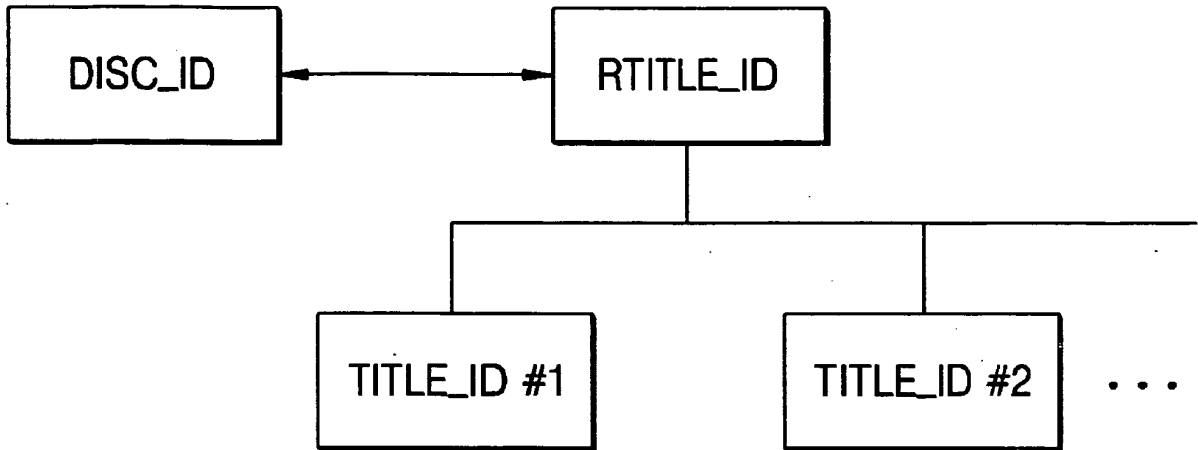 DISC_ID
RTITLE_ID
TITLE_ID #1
TITLE_ID #2
...